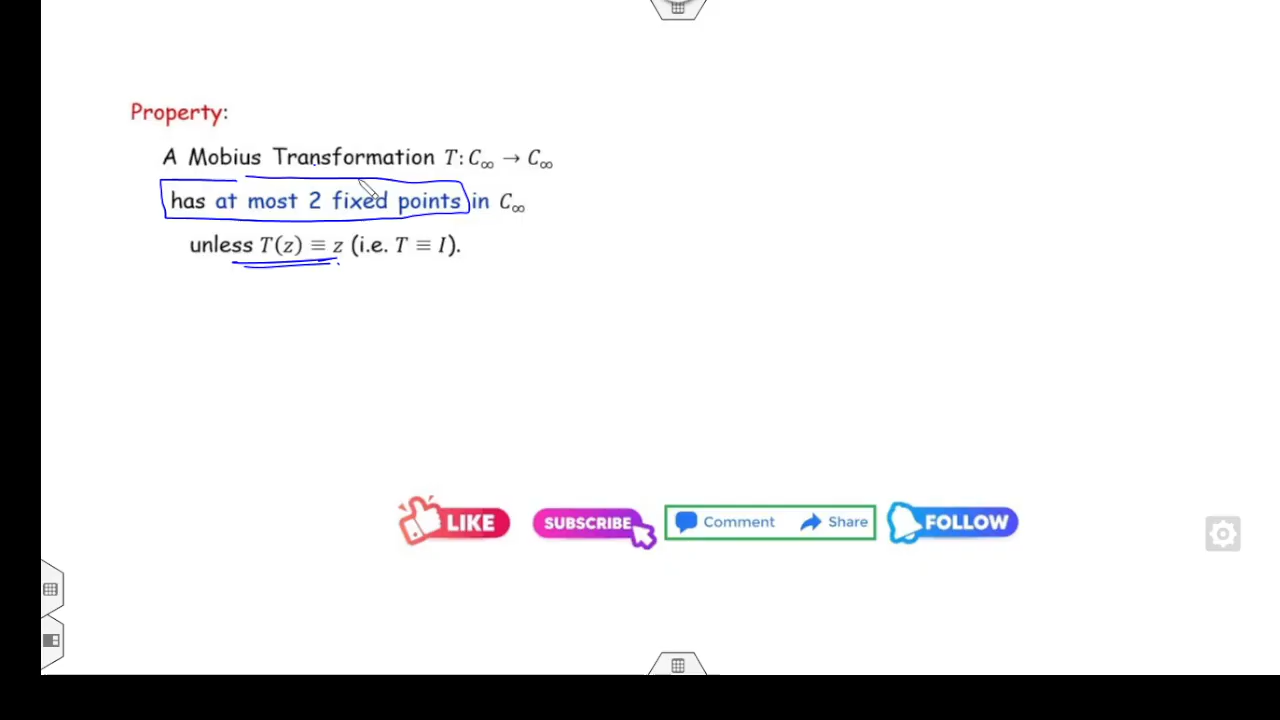 Property:
A Mobius Transformation T: C∞ → C∞
has at most 2 fixed points in C∞
unless T(z) ≡ z (i.e. T ≡ I).
LIKE
SUBSCRIBE
Comment
Share
FOLLOW